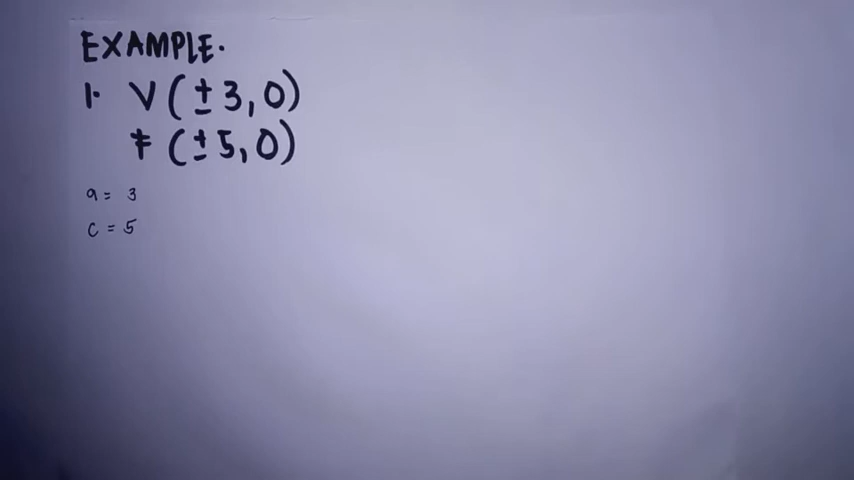 EXAMPLE.
1. V (± 3, 0)
F (± 5, 0)
a = 3
c = 5